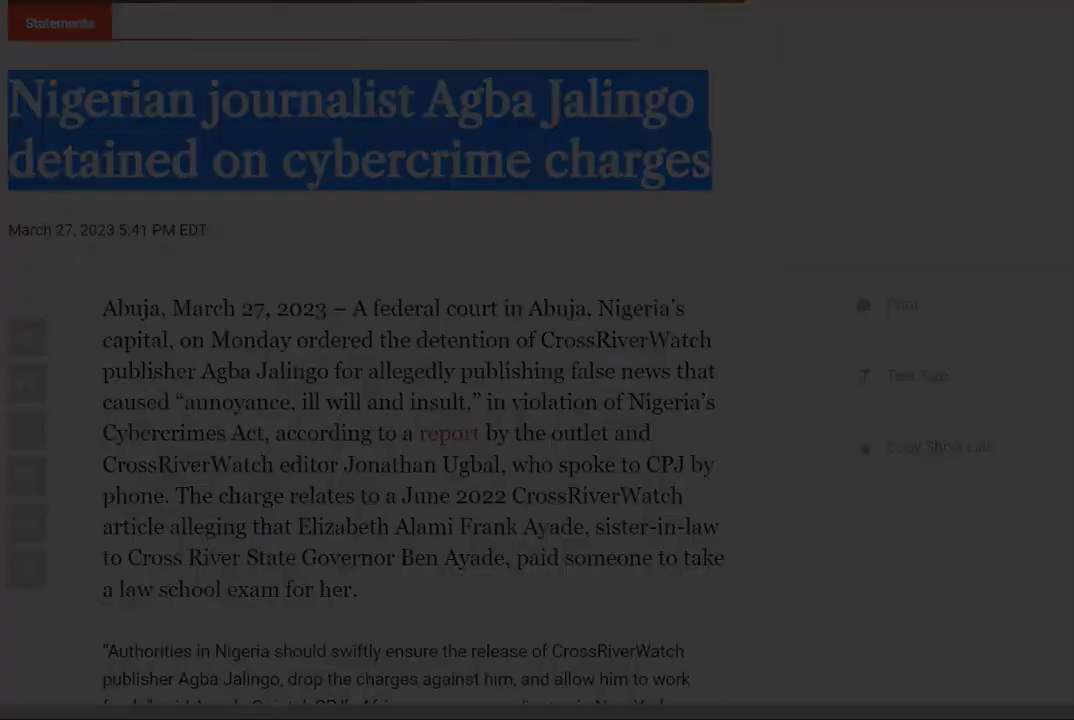 Statements
Nigerian journalist Agba Jalingo
detained on cybercrime charges
March 27, 2023 5:41 PM EDT
Abuja, March 27, 2023 – A federal court in Abuja, Nigeria's
capital, on Monday ordered the detention of CrossRiverWatch
publisher Agba Jalingo for allegedly publishing false news that
caused “annoyance, ill will and insult,” in violation of Nigeria's
Cybercrimes Act, according to a report by the outlet and
CrossRiverWatch editor Jonathan Ugbal, who spoke to CPJ by
phone. The charge relates to a June 2022 CrossRiverWatch
article alleging that Elizabeth Alami Frank Ayade, sister-in-law
to Cross River State Governor Ben Ayade, paid someone to take
a law school exam for her.
Print
Text Size
"Authorities in Nigeria should swiftly ensure the release of CrossRiverWatch
publisher Agba Jalingo, drop the charges against him, and allow him to work